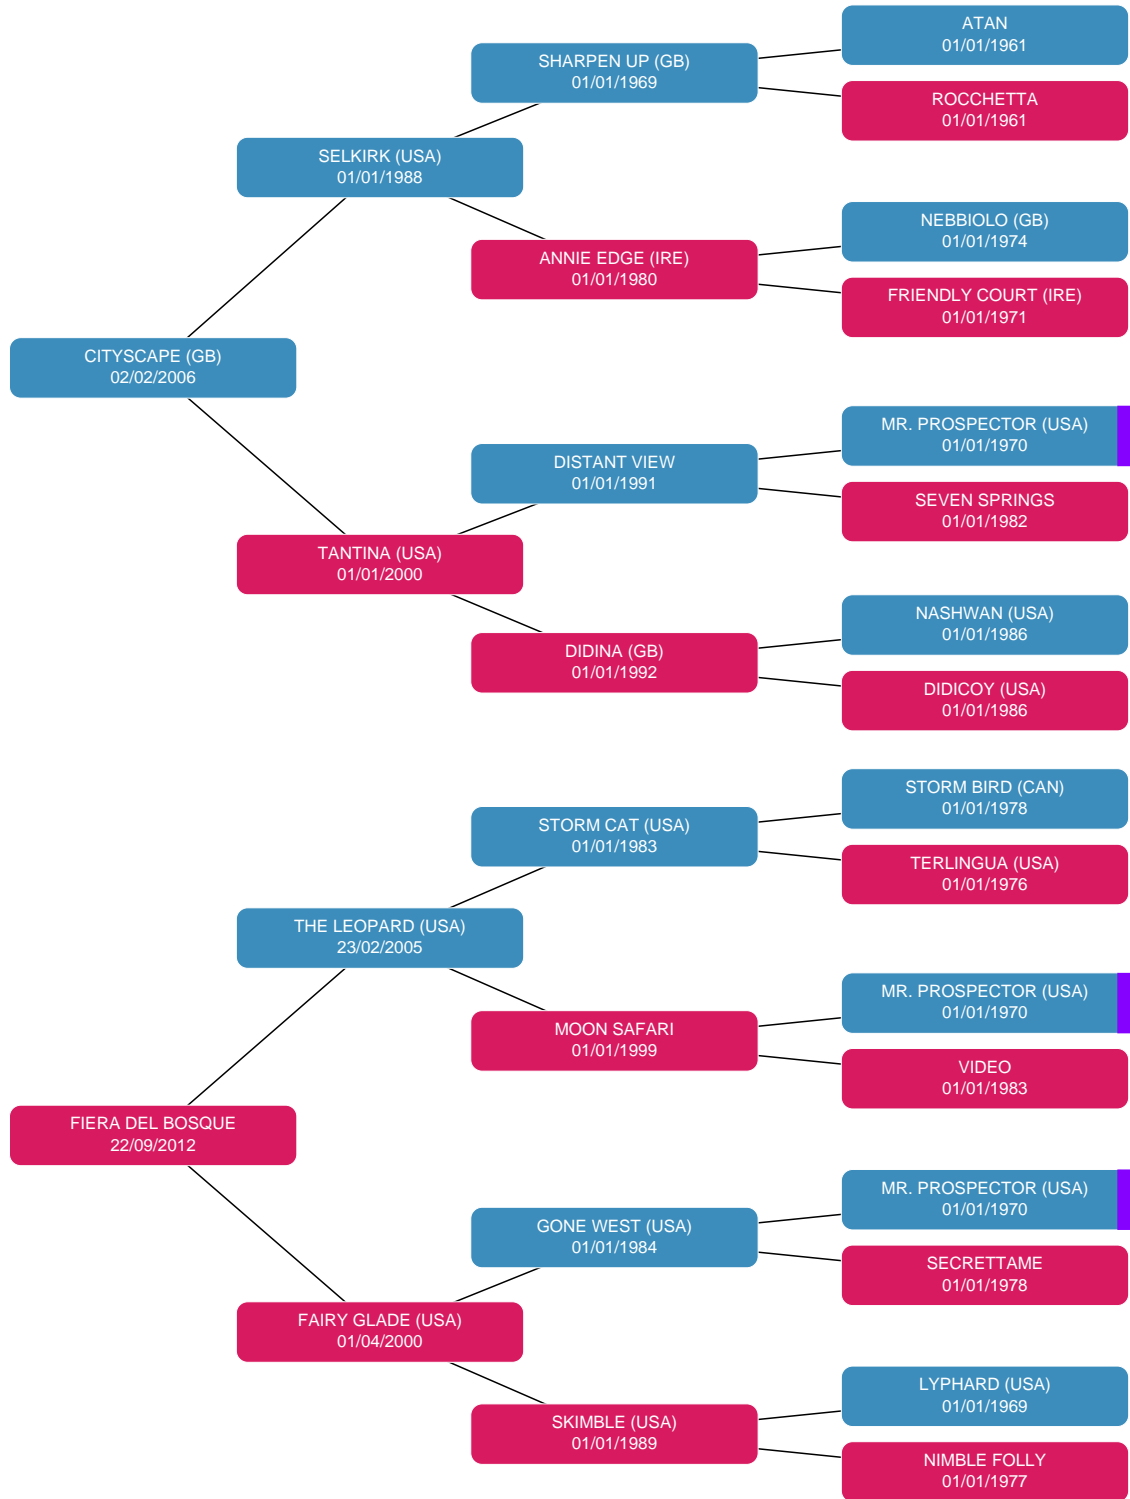 ATAN
01/01/1961
SHARPEN UP (GB)
01/01/1969
ROCCHETTA
01/01/1961
SELKIRK (USA)
01/01/1988
NEBBIOLO (GB)
01/01/1974
ANNIE EDGE (IRE)
01/01/1980
FRIENDLY COURT (IRE)
01/01/1971
CITYSCAPE (GB)
02/02/2006
MR. PROSPECTOR (USA)
01/01/1970
DISTANT VIEW
01/01/1991
SEVEN SPRINGS
01/01/1982
TANTINA (USA)
01/01/2000
NASHWAN (USA)
01/01/1986
DIDINA (GB)
01/01/1992
DIDICOY (USA)
01/01/1986
STORM BIRD (CAN)
01/01/1978
STORM CAT (USA)
01/01/1983
TERLINGUA (USA)
01/01/1976
THE LEOPARD (USA)
23/02/2005
MR. PROSPECTOR (USA)
01/01/1970
MOON SAFARI
01/01/1999
VIDEO
01/01/1983
FIERA DEL BOSQUE
22/09/2012
MR. PROSPECTOR (USA)
01/01/1970
GONE WEST (USA)
01/01/1984
SECRETTAME
01/01/1978
FAIRY GLADE (USA)
01/04/2000
LYPHARD (USA)
01/01/1969
SKIMBLE (USA)
01/01/1989
NIMBLE FOLLY
01/01/1977